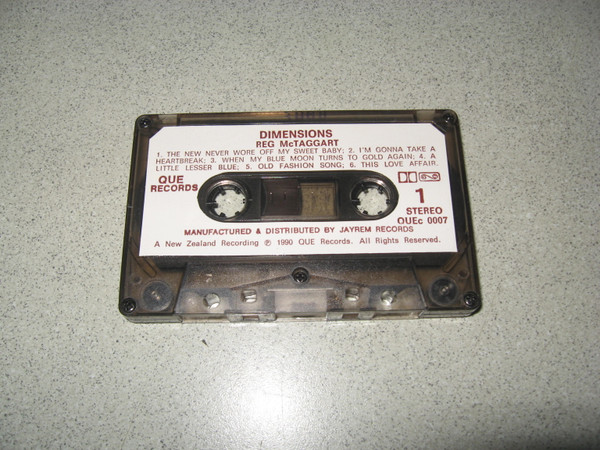 DIMENSIONS
REG McTAGGART
1. THE NEW NEVER WORE OFF MY SWEET BABY; 2. I'M GONNA TAKE A
HEARTBREAK; 3. WHEN MY BLUE MOON TURNS TO GOLD AGAIN; 4. A
LITTLE LESSER BLUE; 5. OLD FASHION SONG; 6. THIS LOVE AFFAIR.
QUE
RECORDS
1
STEREO
QUEc 0007
MANUFACTURED & DISTRIBUTED BY JAYREM RECORDS
A New Zealand Recording ℗ 1990 QUE Records. All Rights Reserved.